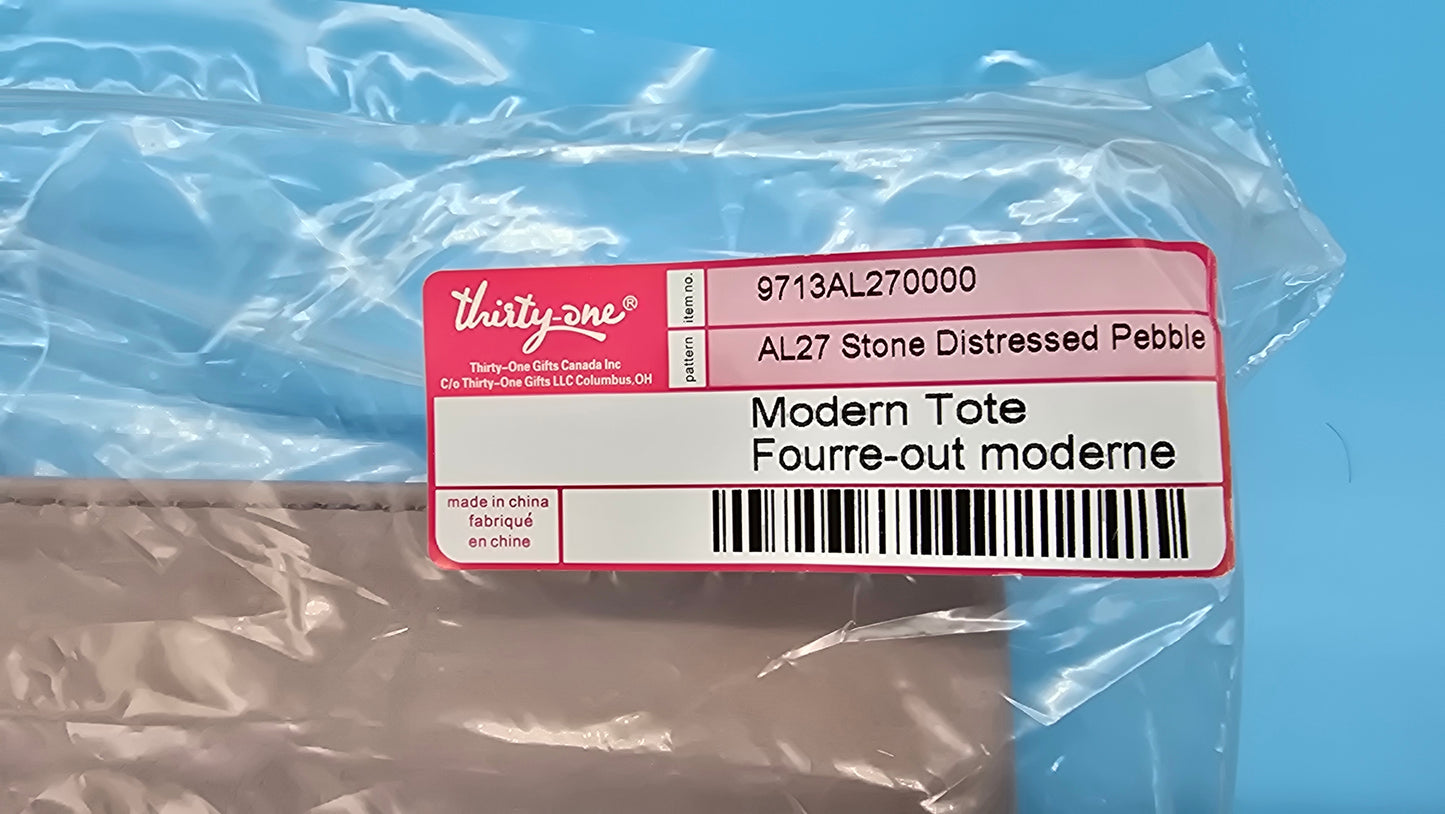 thirty-one®
Thirty-One Gifts Canada Inc
C/o Thirty-One Gifts LLC Columbus,OH
item no.
9713AL270000
pattern
AL27 Stone Distressed Pebble
Modern Tote
Fourre-out moderne
made in china
fabriqué
en chine